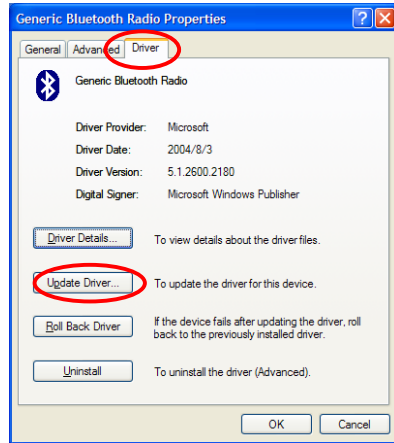 Generic Bluetooth Radio Properties
General Advanced Driver
Generic Bluetooth Radio
Driver Provider: Microsoft
Driver Date: 2004/8/3
Driver Version: 5.1.2600.2180
Digital Signer: Microsoft Windows Publisher
Driver Details... To view details about the driver files.
Update Driver... To update the driver for this device.
Roll Back Driver If the device fails after updating the driver, roll
back to the previously installed driver.
Uninstall To uninstall the driver (Advanced).
OK Cancel